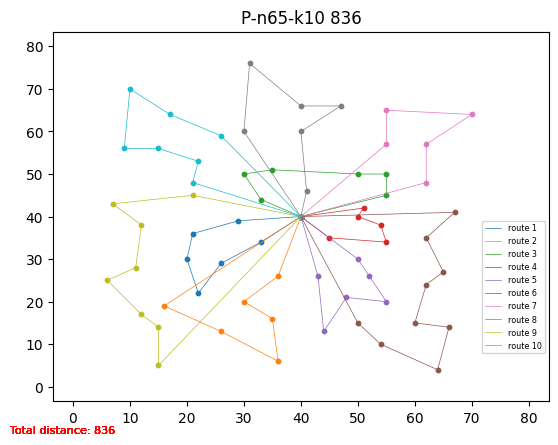 P-n65-k10 836
80
70
60
50
40
30
20
10
0
0 10 20 30 40 50 60 70 80
route 1
route 2
route 3
route 4
route 5
route 6
route 7
route 8
route 9
route 10
Total distance: 836